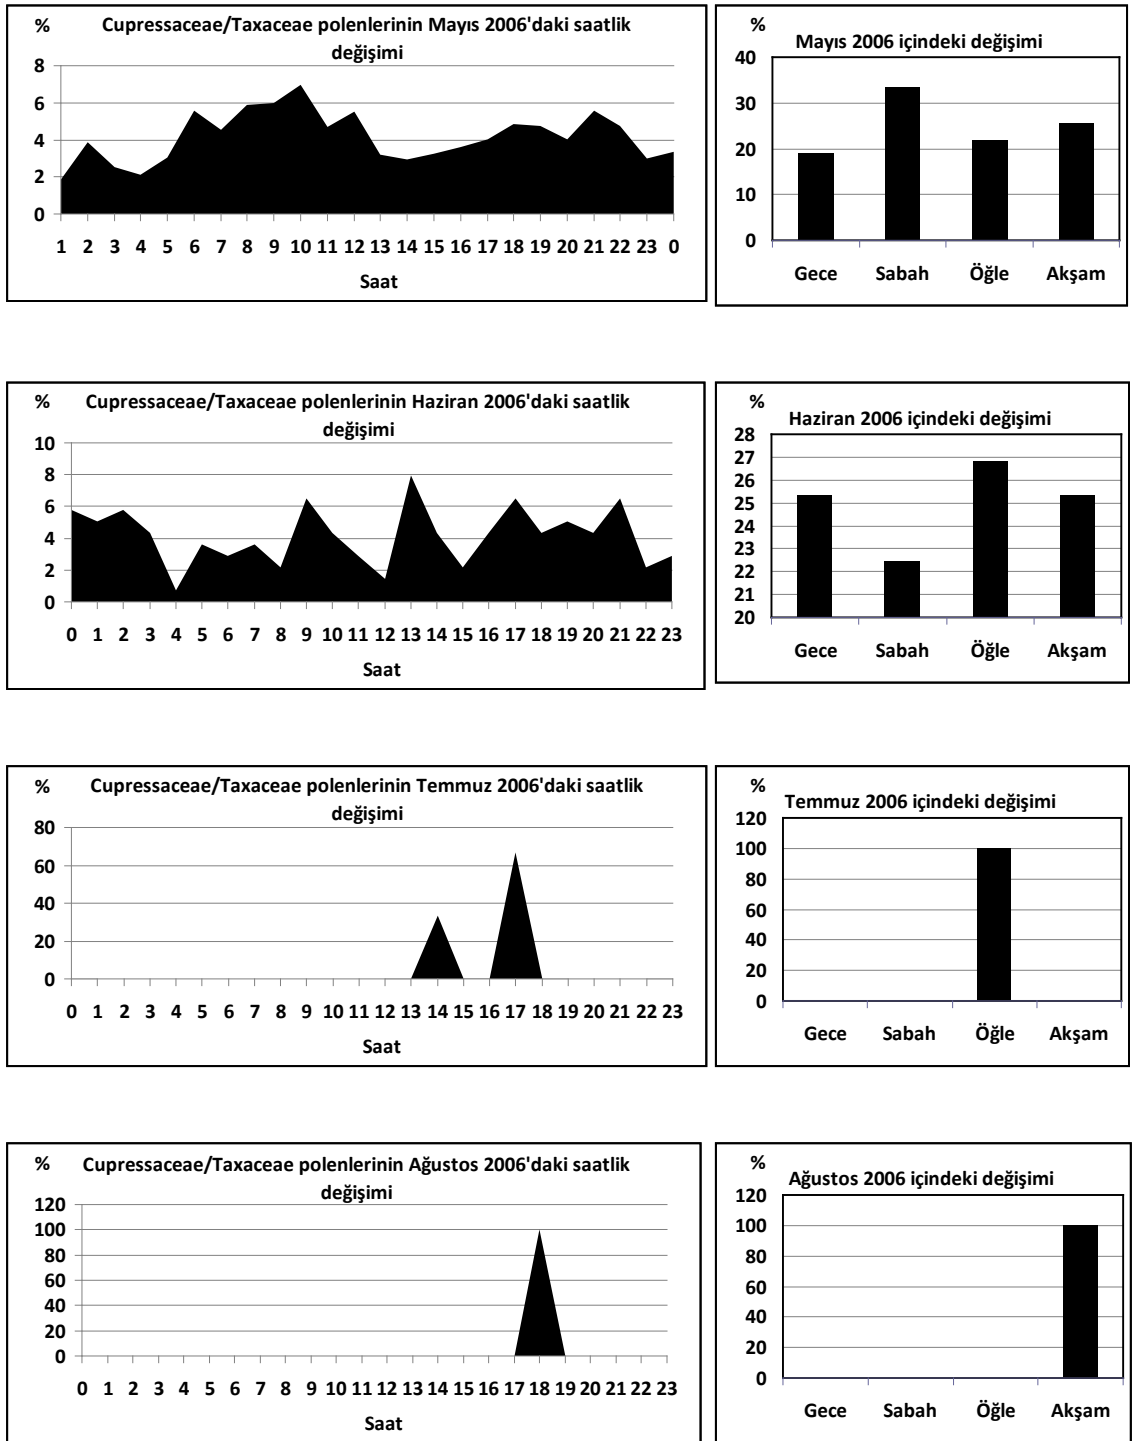 % Cupressaceae/Taxaceae polenlerinin Mayıs 2006'daki saatlik
değişimi
8
6
4
2
0
1 2 3 4 5 6 7 8 9 10 11 12 13 14 15 16 17 18 19 20 21 22 23 0
Saat
%
Mayıs 2006 içindeki değişimi
40
30
20
10
0
Gece Sabah Öğle Akşam
% Cupressaceae/Taxaceae polenlerinin Haziran 2006'daki saatlik
değişimi
10
8
6
4
2
0
0 1 2 3 4 5 6 7 8 9 10 11 12 13 14 15 16 17 18 19 20 21 22 23
Saat
%
Haziran 2006 içindeki değişimi
28
27
26
25
24
23
22
21
20
Gece Sabah Öğle Akşam
% Cupressaceae/Taxaceae polenlerinin Temmuz 2006'daki saatlik
değişimi
80
60
40
20
0
0 1 2 3 4 5 6 7 8 9 10 11 12 13 14 15 16 17 18 19 20 21 22 23
Saat
%
Temmuz 2006 içindeki değişimi
120
100
80
60
40
20
0
Gece Sabah Öğle Akşam
% Cupressaceae/Taxaceae polenlerinin Ağustos 2006'daki saatlik
değişimi
120
100
80
60
40
20
0
0 1 2 3 4 5 6 7 8 9 10 11 12 13 14 15 16 17 18 19 20 21 22 23
Saat
%
Ağustos 2006 içindeki değişimi
120
100
80
60
40
20
0
Gece Sabah Öğle Akşam